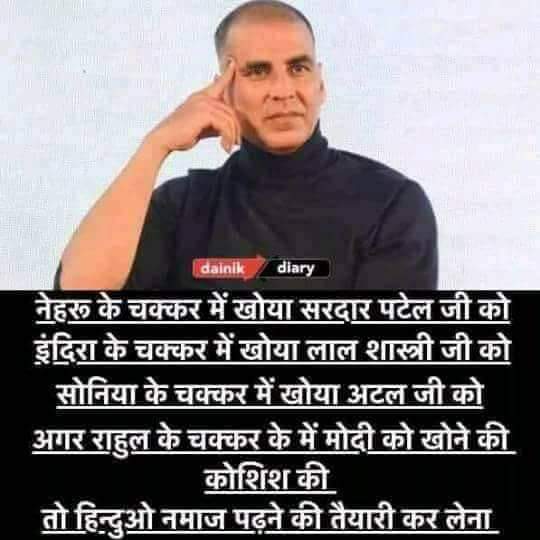 dainik diary
नेहरू के चक्कर में खोया सरदार पटेल जी को
इंदिरा के चक्कर में खोया लाल शास्त्री जी को
सोनिया के चक्कर में खोया अटल जी को
अगर राहुल के चक्कर के में मोदी को खोने की
कोशिश की
तो हिन्दुओ नमाज पढ़ने की तैयारी कर लेना